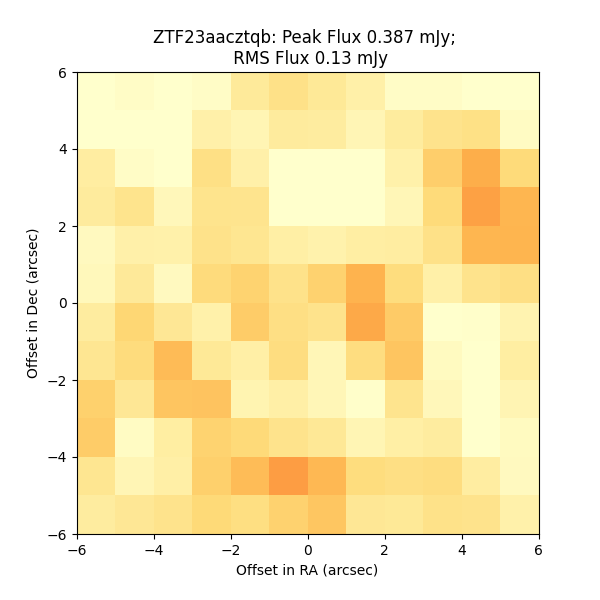 ZTF23aacztqb: Peak Flux 0.387 mJy;
RMS Flux 0.13 mJy
6
4
2
0
−2
−4
−6
Offset in Dec (arcsec)
−6 −4 −2 0 2 4 6
Offset in RA (arcsec)